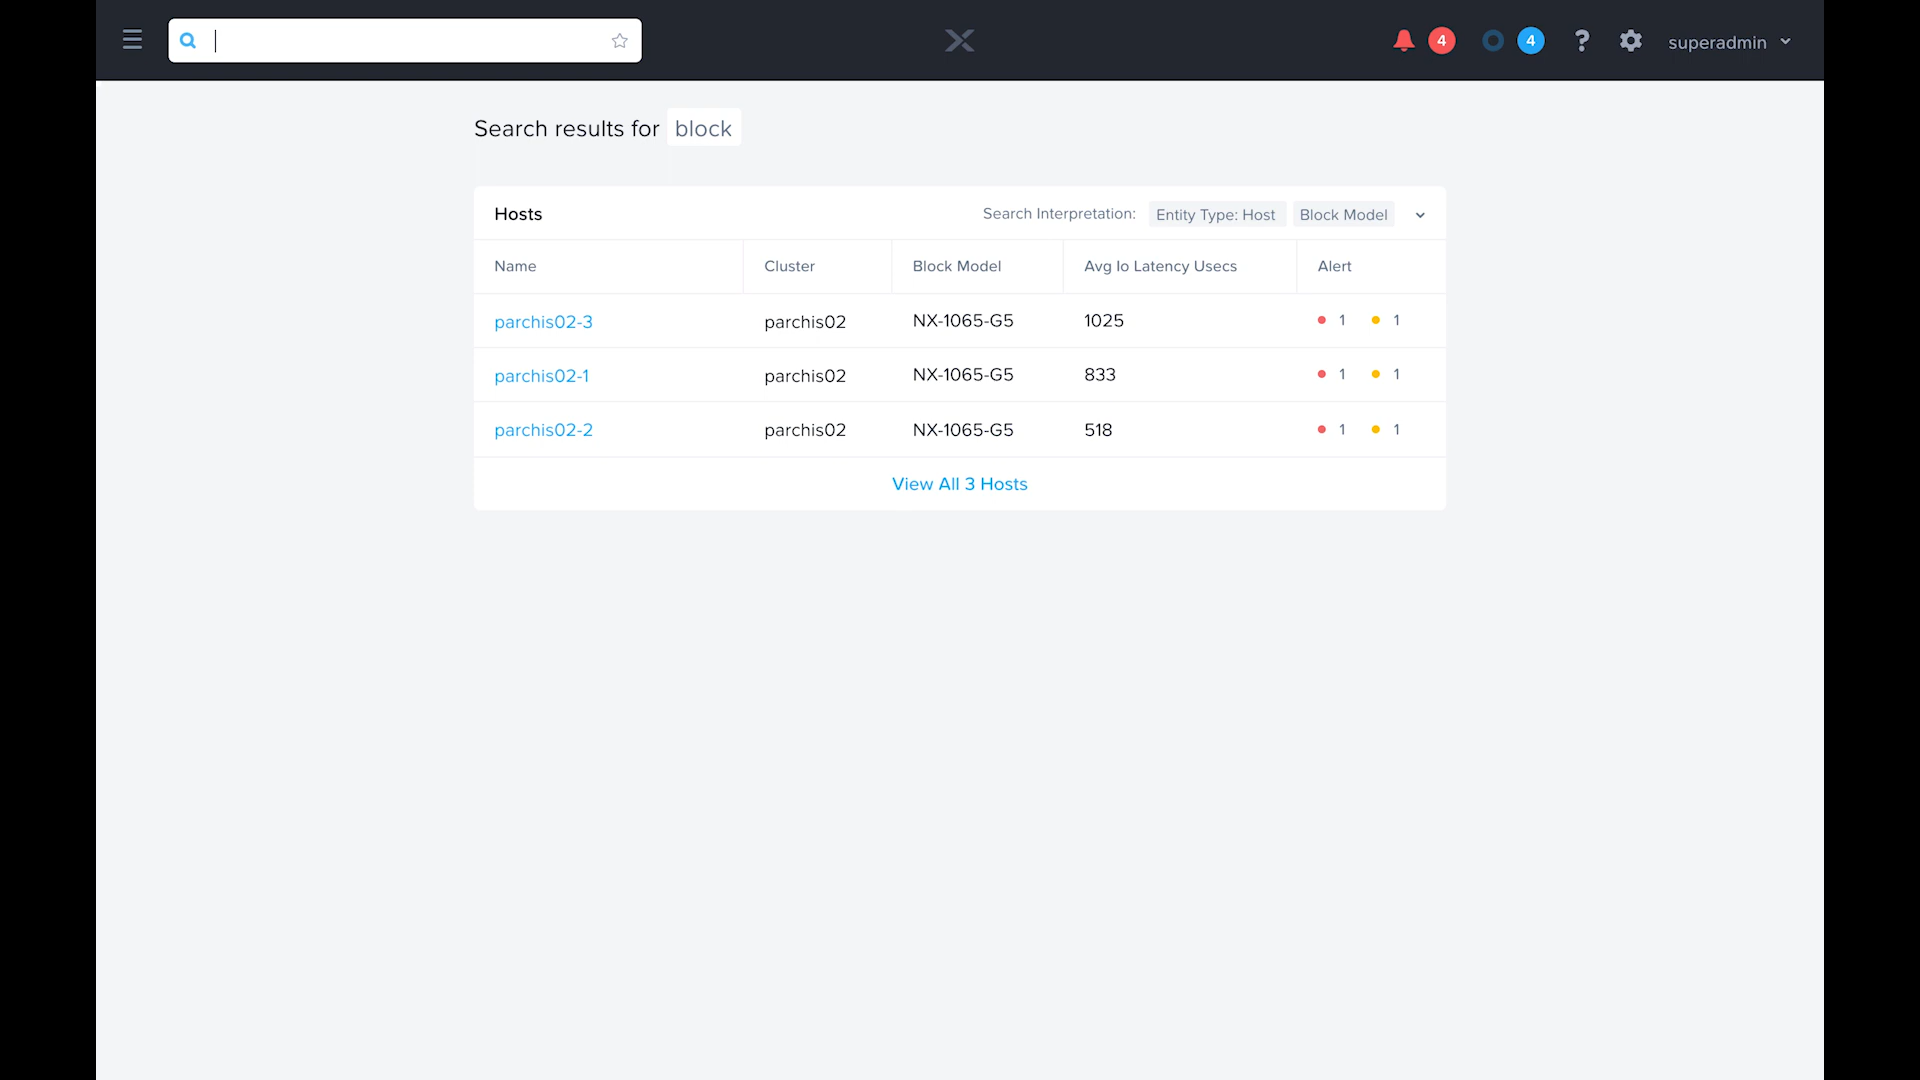 4 4 ? superadmin
Search results for block
Hosts Search Interpretation: Entity Type: Host Block Model
Name Cluster Block Model Avg Io Latency Usecs Alert
parchis02-3 parchis02 NX-1065-G5 1025 1 1
parchis02-1 parchis02 NX-1065-G5 833 1 1
parchis02-2 parchis02 NX-1065-G5 518 1 1
View All 3 Hosts